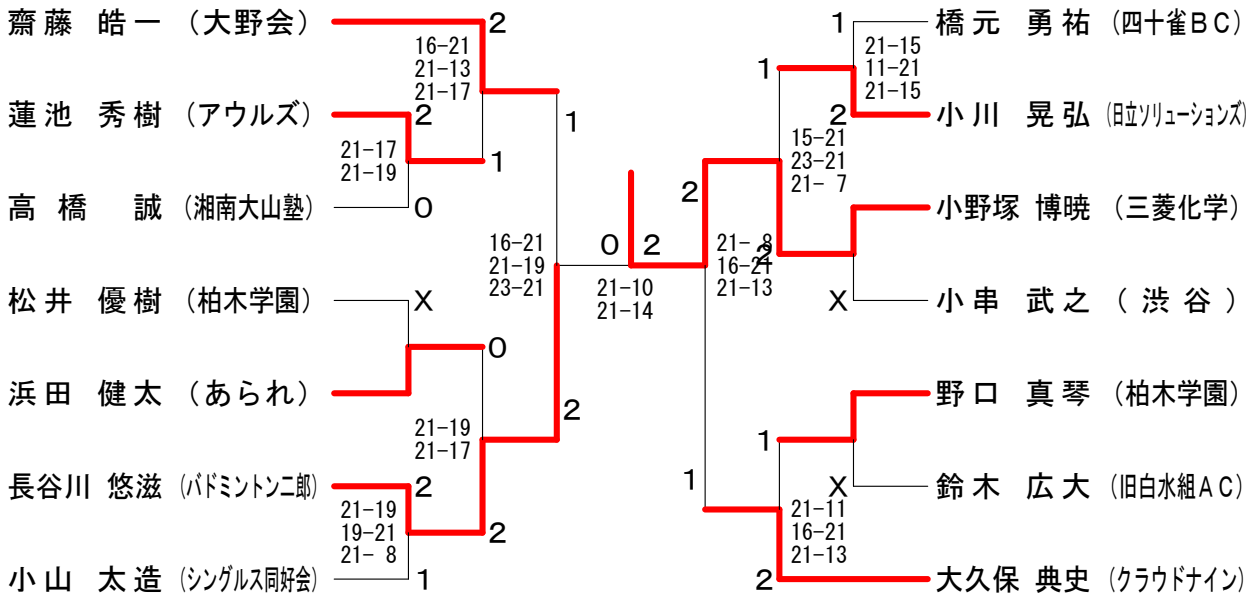 齋藤 皓一 (大野会)
2
16-21
21-13
21-17
蓮池 秀樹 (アウルズ)
2
21-17
21-19
1
高橋 誠 (湘南大山塾)
0
1
16-21
21-19
23-21
松井 優樹 (柏木学園)
X
0
浜田 健太 (あられ)
21-19
21-17
2
長谷川 悠滋 (バドミントン二郎)
2
21-19
19-21
21- 8
2
小山 太造 (シングルス同好会)
1
0
2
21-10
21-14
1
橋元 勇祐 (四十雀BC)
21-15
11-21
21-15
1
2
小川 晃弘 (日立ソリューションズ)
15-21
23-21
21- 7
2
小野塚 博暁 (三菱化学)
21- 8
16-21
21-13
2
X
小串 武之 (渋谷)
野口 真琴 (柏木学園)
1
1
X
鈴木 広大 (旧白水組AC)
21-11
16-21
21-13
2
大久保 典史 (クラウドナイン)